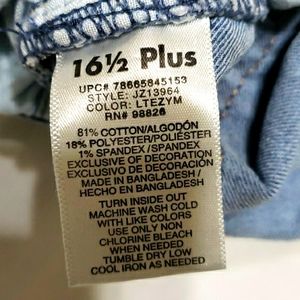 16½ Plus
UPC# 78665845153
STYLE: JZ13964
COLOR: LTEZYM
RN# 98826
81% COTTON/ALGODÓN
18% POLYESTER/POLIÉSTER
1% SPANDEX/SPANDEX
EXCLUSIVE OF DECORATION
EXCLUSIVO DE DECORACIÓN
MADE IN BANGLADESH/
HECHO EN BANGLADESH
TURN INSIDE OUT
MACHINE WASH COLD
WITH LIKE COLORS
USE ONLY NON
CHLORINE BLEACH
WHEN NEEDED
TUMBLE DRY LOW
COOL IRON AS NEEDED